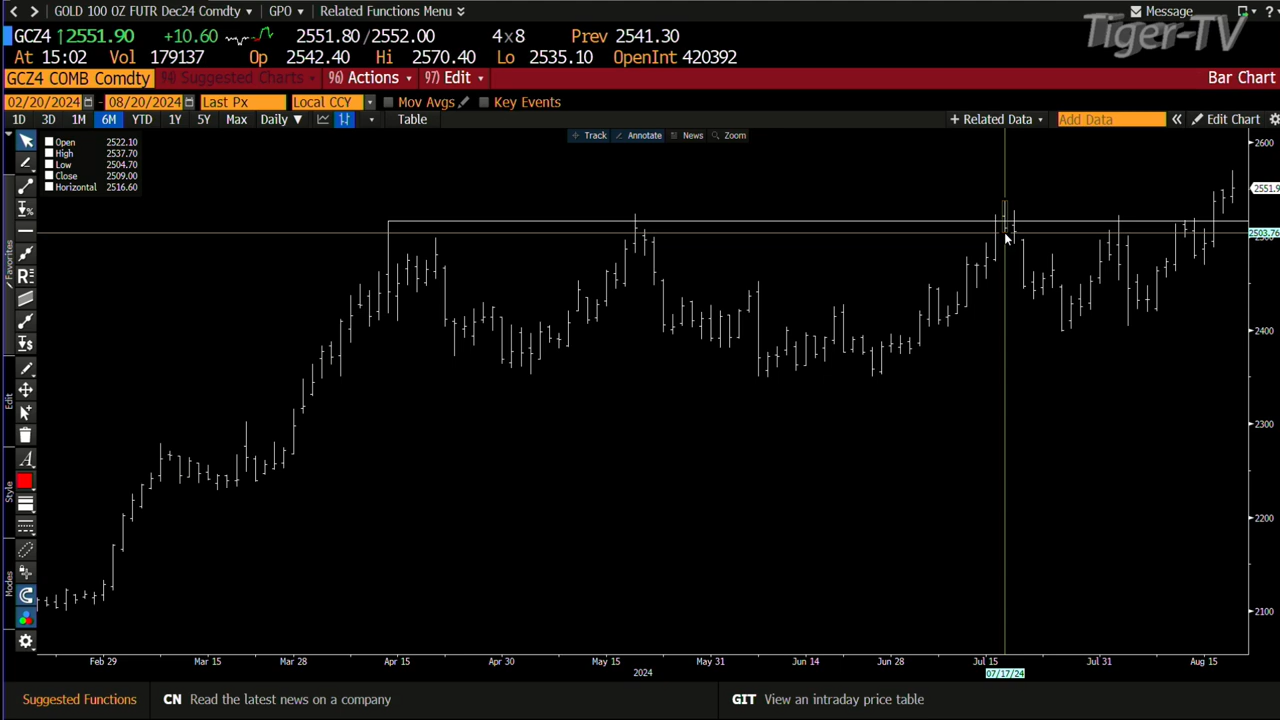 GOLD 100 OZ FUTR Dec24 Comdty GPO Related Functions Menu Message
GCZ4 ↑2551.90 +10.60 2551.80/2552.00 4x8 Prev 2541.30
At 15:02 Vol 179137 Op 2542.40 Hi 2570.40 Lo 2535.10 OpenInt 420392
Tiger-TV
GCZ4 COMB Comdty 94) Suggested Charts 96) Actions 97) Edit Bar Chart
02/20/2024 - 08/20/2024 Last Px Local CCY Mov Avgs Key Events
1D 3D 1M 6M YTD 1Y 5Y Max Daily ▼ Table + Related Data Add Data « Edit Chart
Track Annotate News Zoom
Open 2522.10
High 2537.70
Low 2504.70
Close 2509.00
Horizontal 2516.60
2600
2551.9
2503.76
2400
2300
2200
2100
Favorites
Edit
Style
Modes
Feb 29 Mar 15 Mar 28 Apr 15 Apr 30 May 15 May 31 Jun 14 Jun 28 Jul 15 Jul 31 Aug 15
2024
07/17/24
Suggested Functions CN Read the latest news on a company GIT View an intraday price table